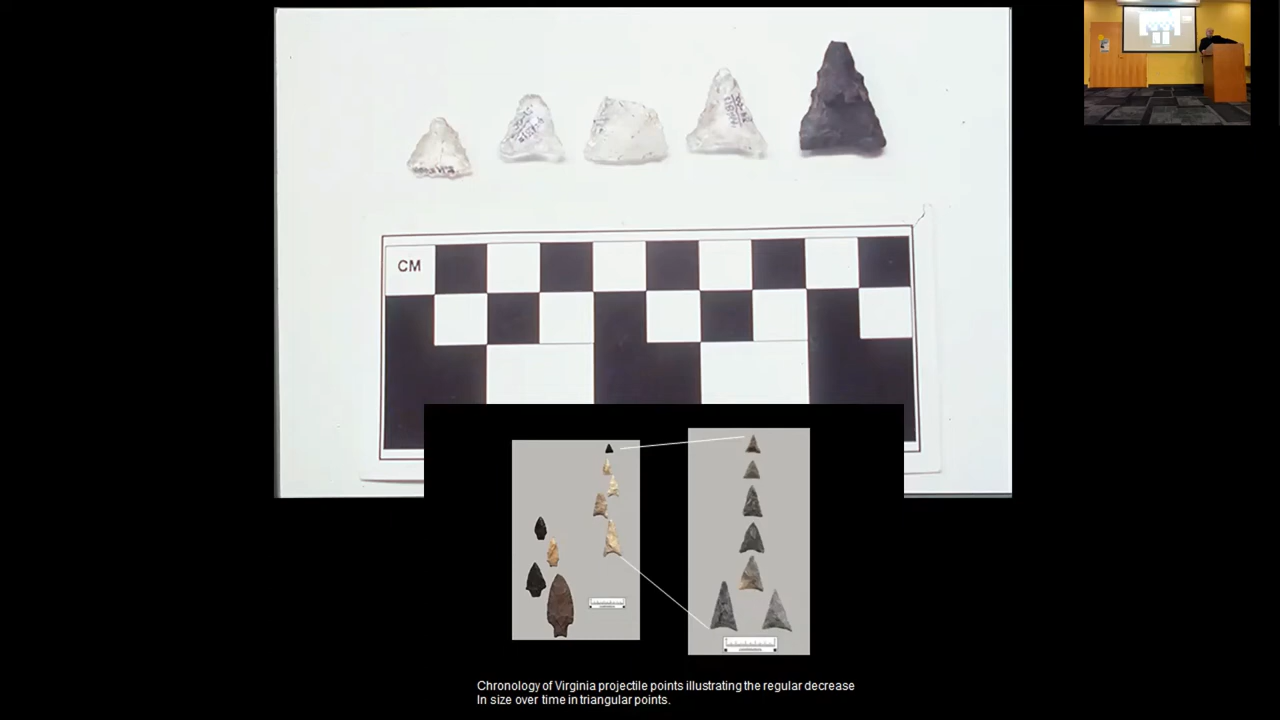 CM
Chronology of Virginia projectile points illustrating the regular decrease
In size over time in triangular points.